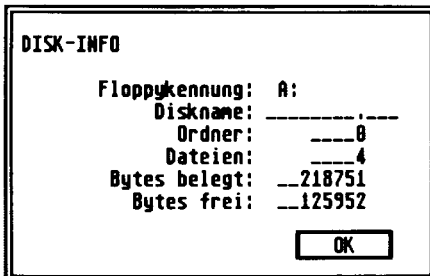 DISK-INFO
Floppykennung: A:
Diskname: ________.___
Ordner: ____0
Dateien: ____4
Bytes belegt: __218751
Bytes frei: __125952
OK